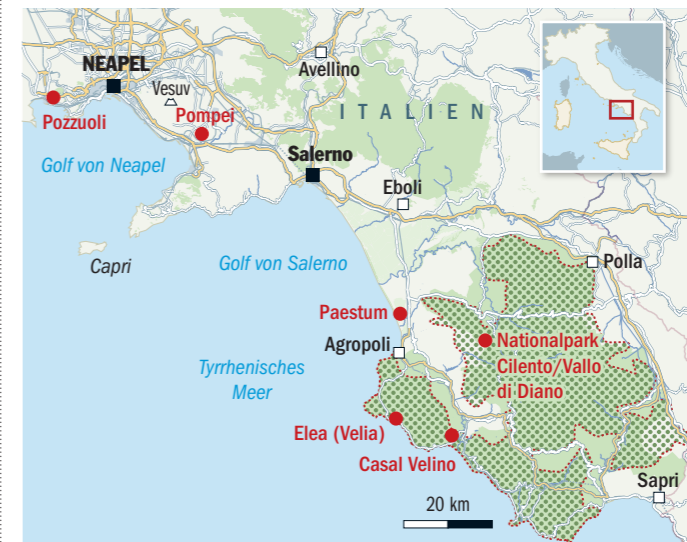 NEAPEL
Avellino
Vesuv
Pompei
Pozzuoli
ITALIEN
Golf von Neapel
Salerno
Eboli
Capri
Golf von Salerno
Polla
Paestum
Agropoli
Nationalpark
Cilento/Vallo
di Diano
Tyrrhenisches
Meer
Elea (Velia)
Casal Velino
Sapri
20 km